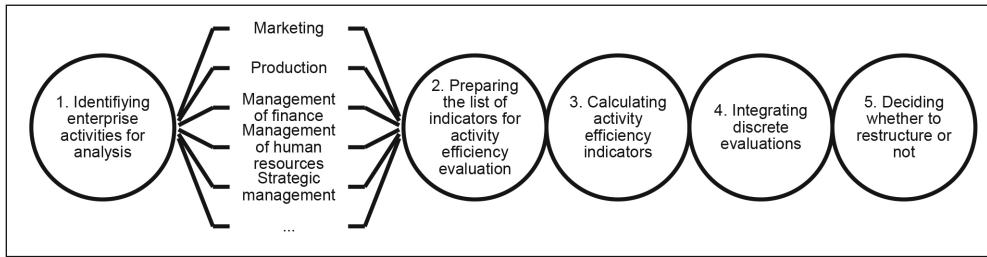 1. Identifiying
enterprise
activities for
analysis
Marketing
Production
Management
of finance
Management
of human
resources
Strategic
management
...
2. Preparing
the list of
indicators for
activity
efficiency
evaluation
3. Calculating
activity
efficiency
indicators
4. Integrating
discrete
evaluations
5. Deciding
whether to
restructure or
not